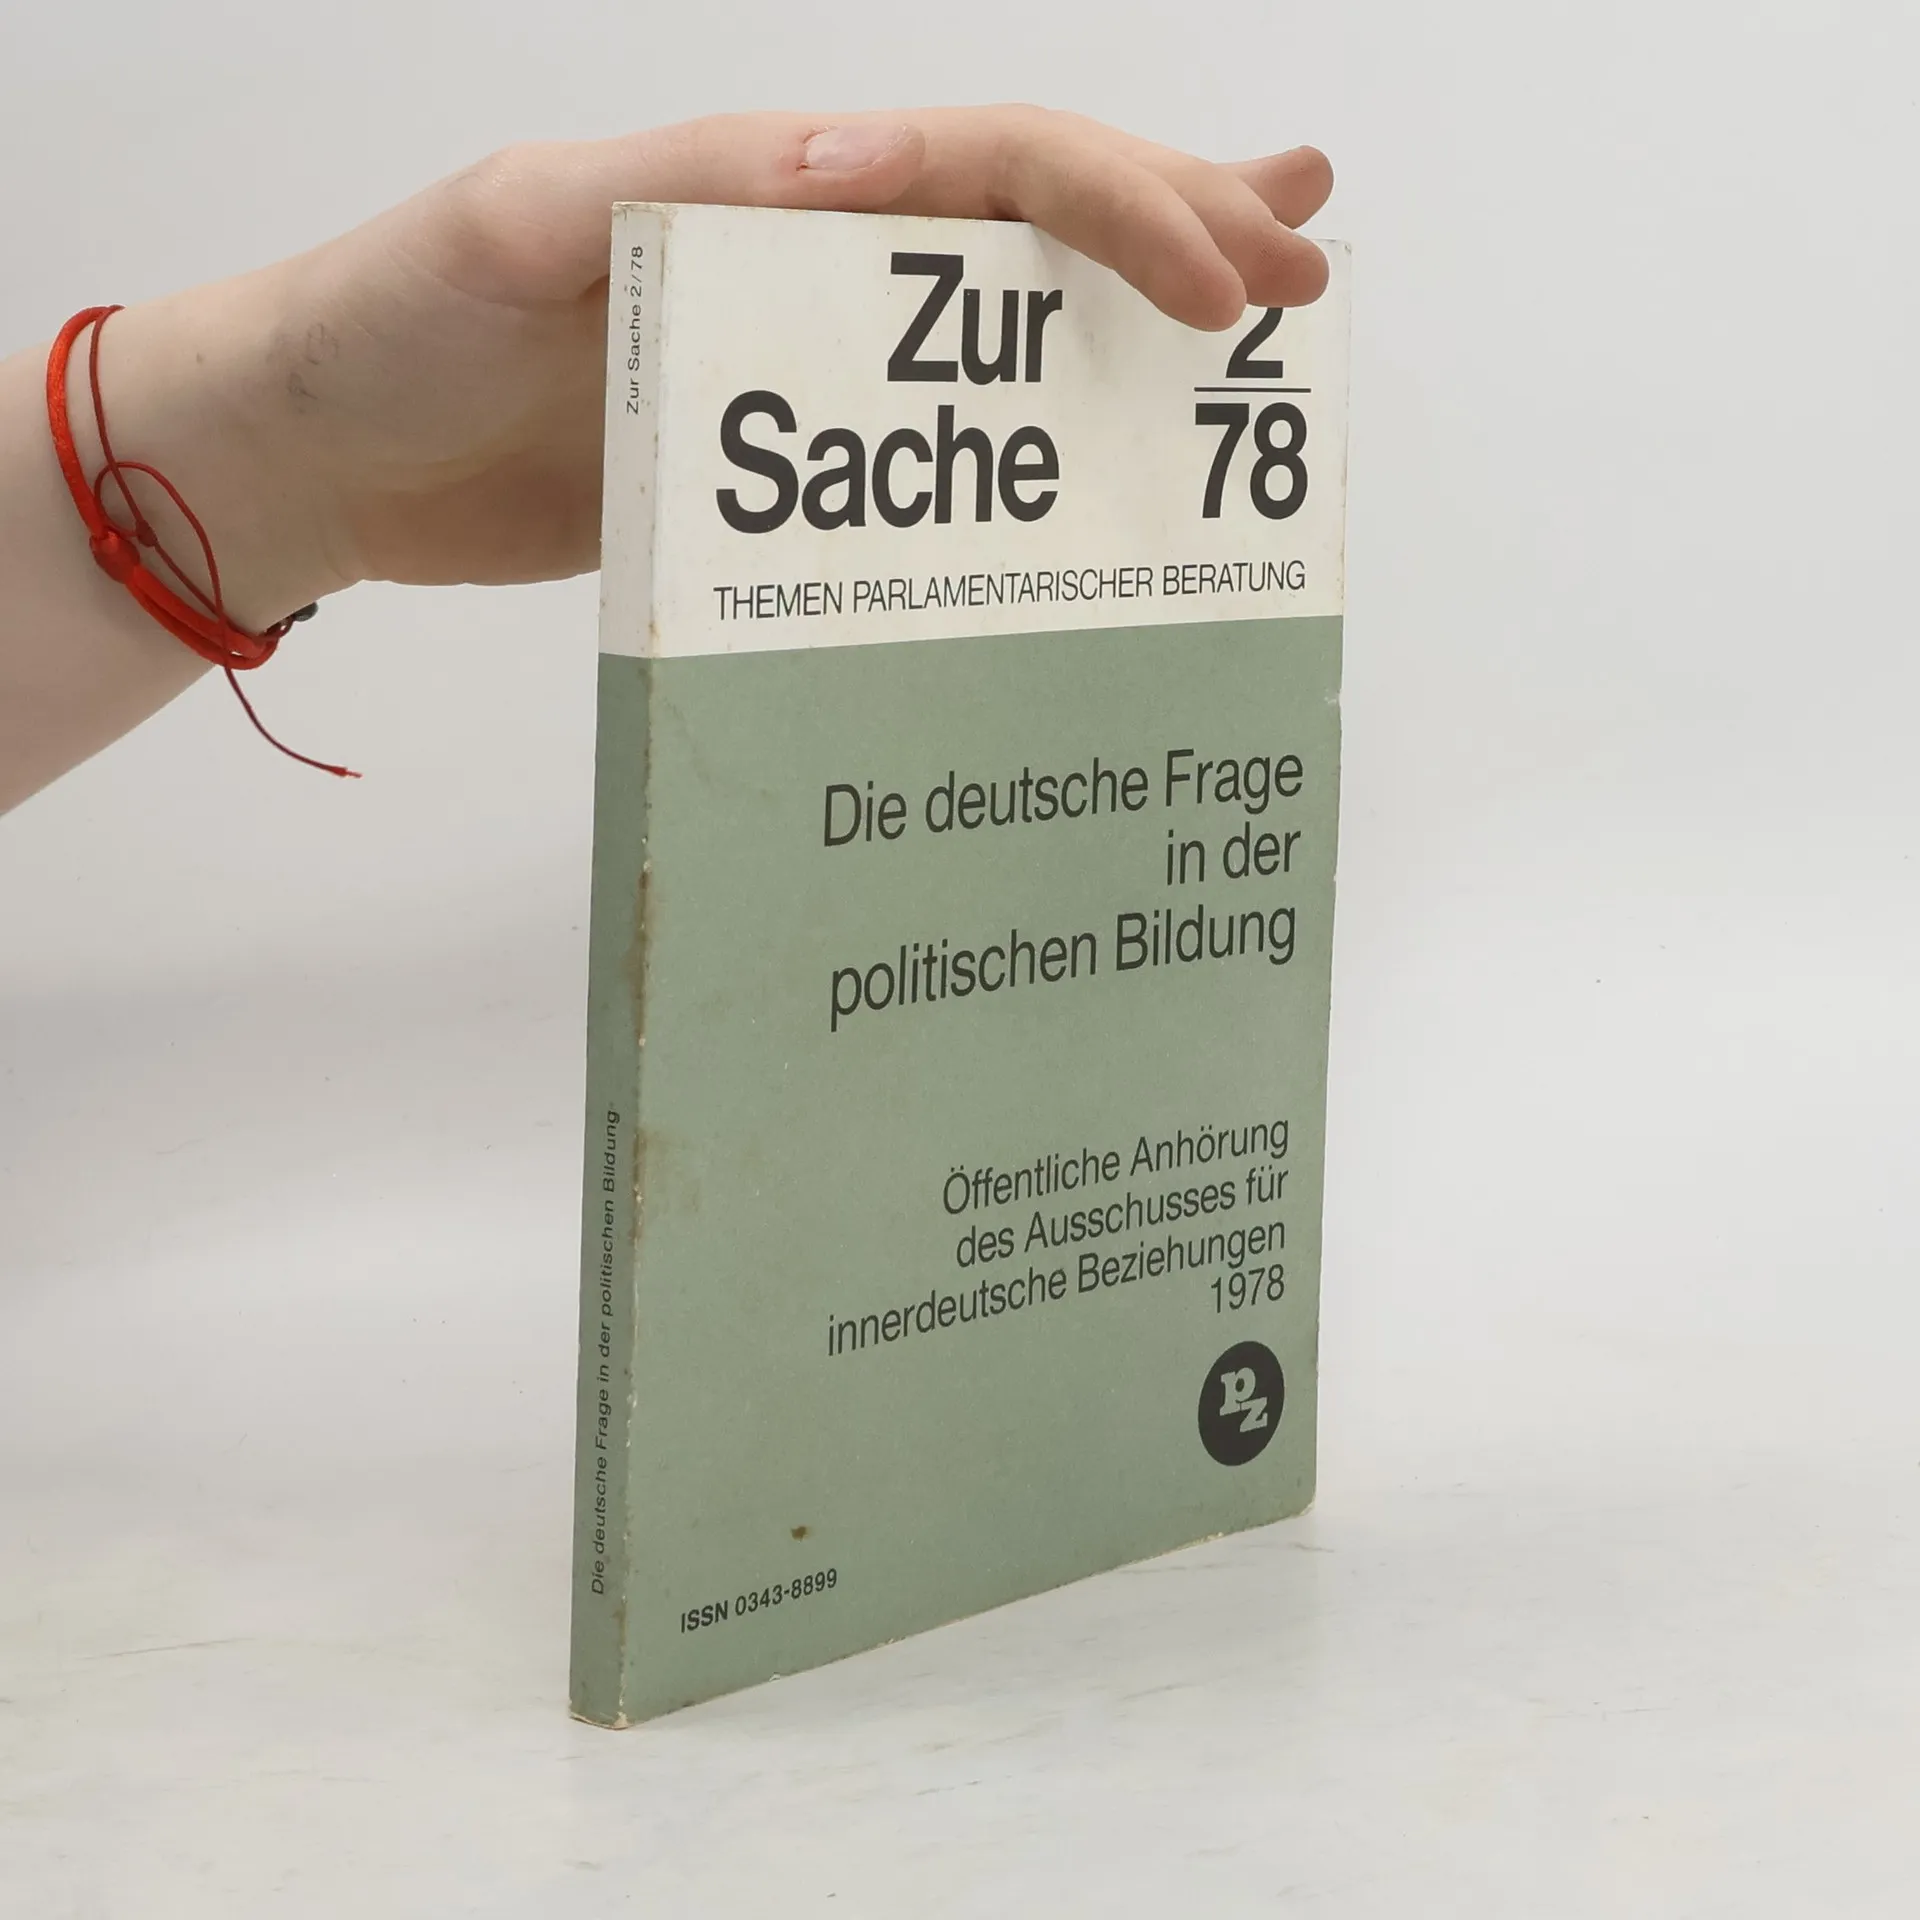 Zur Sache 2/78
Die deutsche Frage in der politischen Bildung
Zur
Sache
2
78
THEMEN PARLAMENTARISCHER BERATUNG
Die deutsche Frage
in der
politischen Bildung
Öffentliche Anhörung
des Ausschusses für
innerdeutsche Beziehungen
1978
pz
ISSN 0343-8899